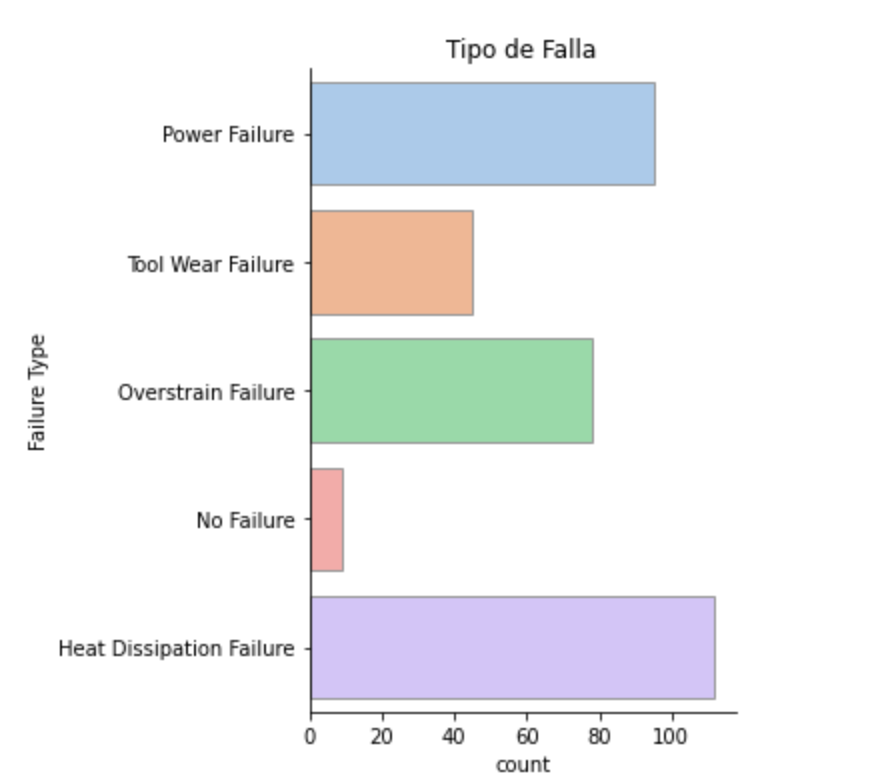 Tipo de Falla
Power Failure
Tool Wear Failure
Overstrain Failure
No Failure
Heat Dissipation Failure
Failure Type
0 20 40 60 80 100
count